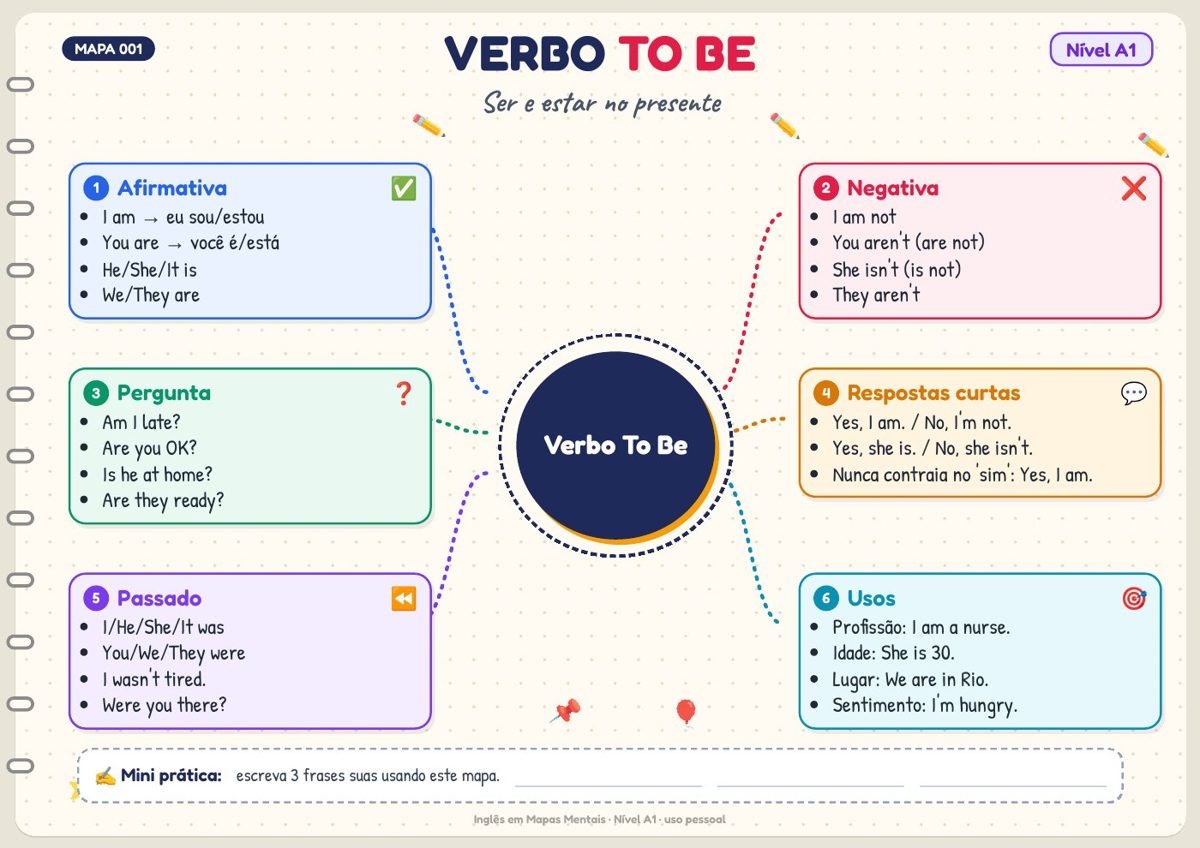 MAPA 001
VERBO TO BE
Nível A1
Ser e estar no presente
1 Afirmativa
I am → eu sou/estou
You are → você é/está
He/She/It is
We/They are
2 Negativa
I am not
You aren't (are not)
She isn't (is not)
They aren't
3 Pergunta
Am I late?
Are you OK?
Is he at home?
Are they ready?
Verbo To Be
4 Respostas curtas
Yes, I am. / No, I'm not.
Yes, she is. / No, she isn't.
Nunca contraia no 'sim': Yes, I am.
5 Passado
I/He/She/It was
You/We/They were
I wasn't tired.
Were you there?
6 Usos
Profissão: I am a nurse.
Idade: She is 30.
Lugar: We are in Rio.
Sentimento: I'm hungry.
Mini prática: escreva 3 frases suas usando este mapa.
Inglês em Mapas Mentais · Nível A1 · uso pessoal